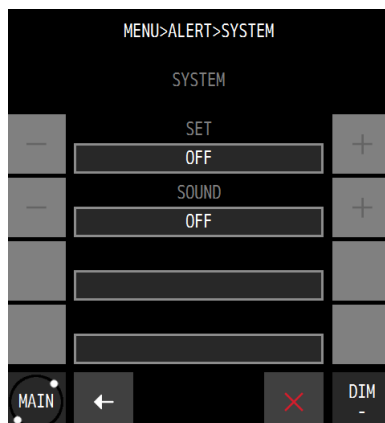 MENU>ALERT>SYSTEM
SYSTEM
SET
− +
OFF
SOUND
− +
OFF
MAIN ← × DIM
-